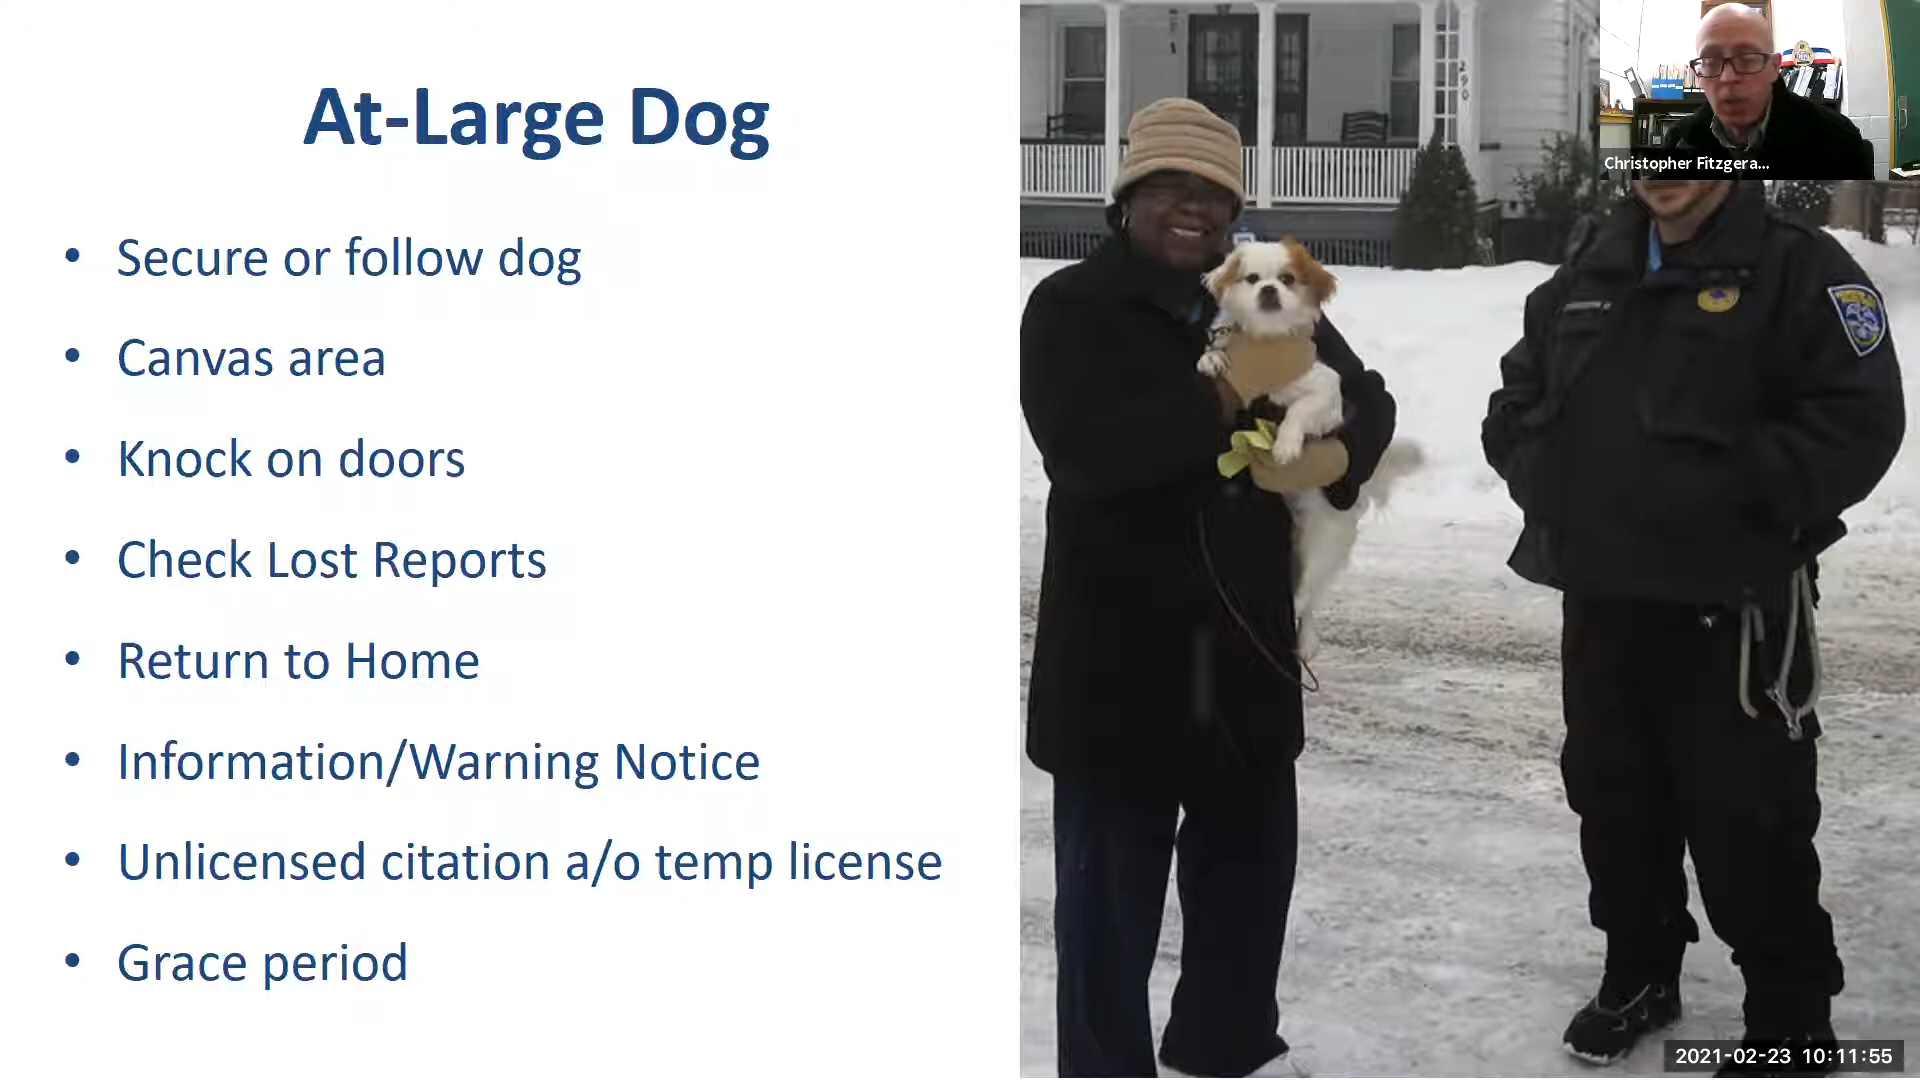 At-Large Dog
• Secure or follow dog
• Canvas area
• Knock on doors
• Check Lost Reports
• Return to Home
• Information/Warning Notice
• Unlicensed citation a/o temp license
• Grace period
290
Christopher Fitzgera...
2021-02-23 10:11:55